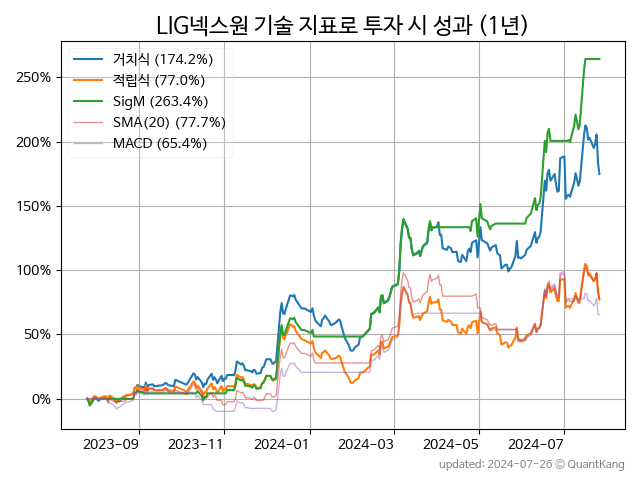 LIG넥스원 기술 지표로 투자 시 성과 (1년)
거치식 (174.2%)
적립식 (77.0%)
SigM (263.4%)
SMA(20) (77.7%)
MACD (65.4%)
250%
200%
150%
100%
50%
0%
2023-09 2023-11 2024-01 2024-03 2024-05 2024-07
updated: 2024-07-26 © QuantKang